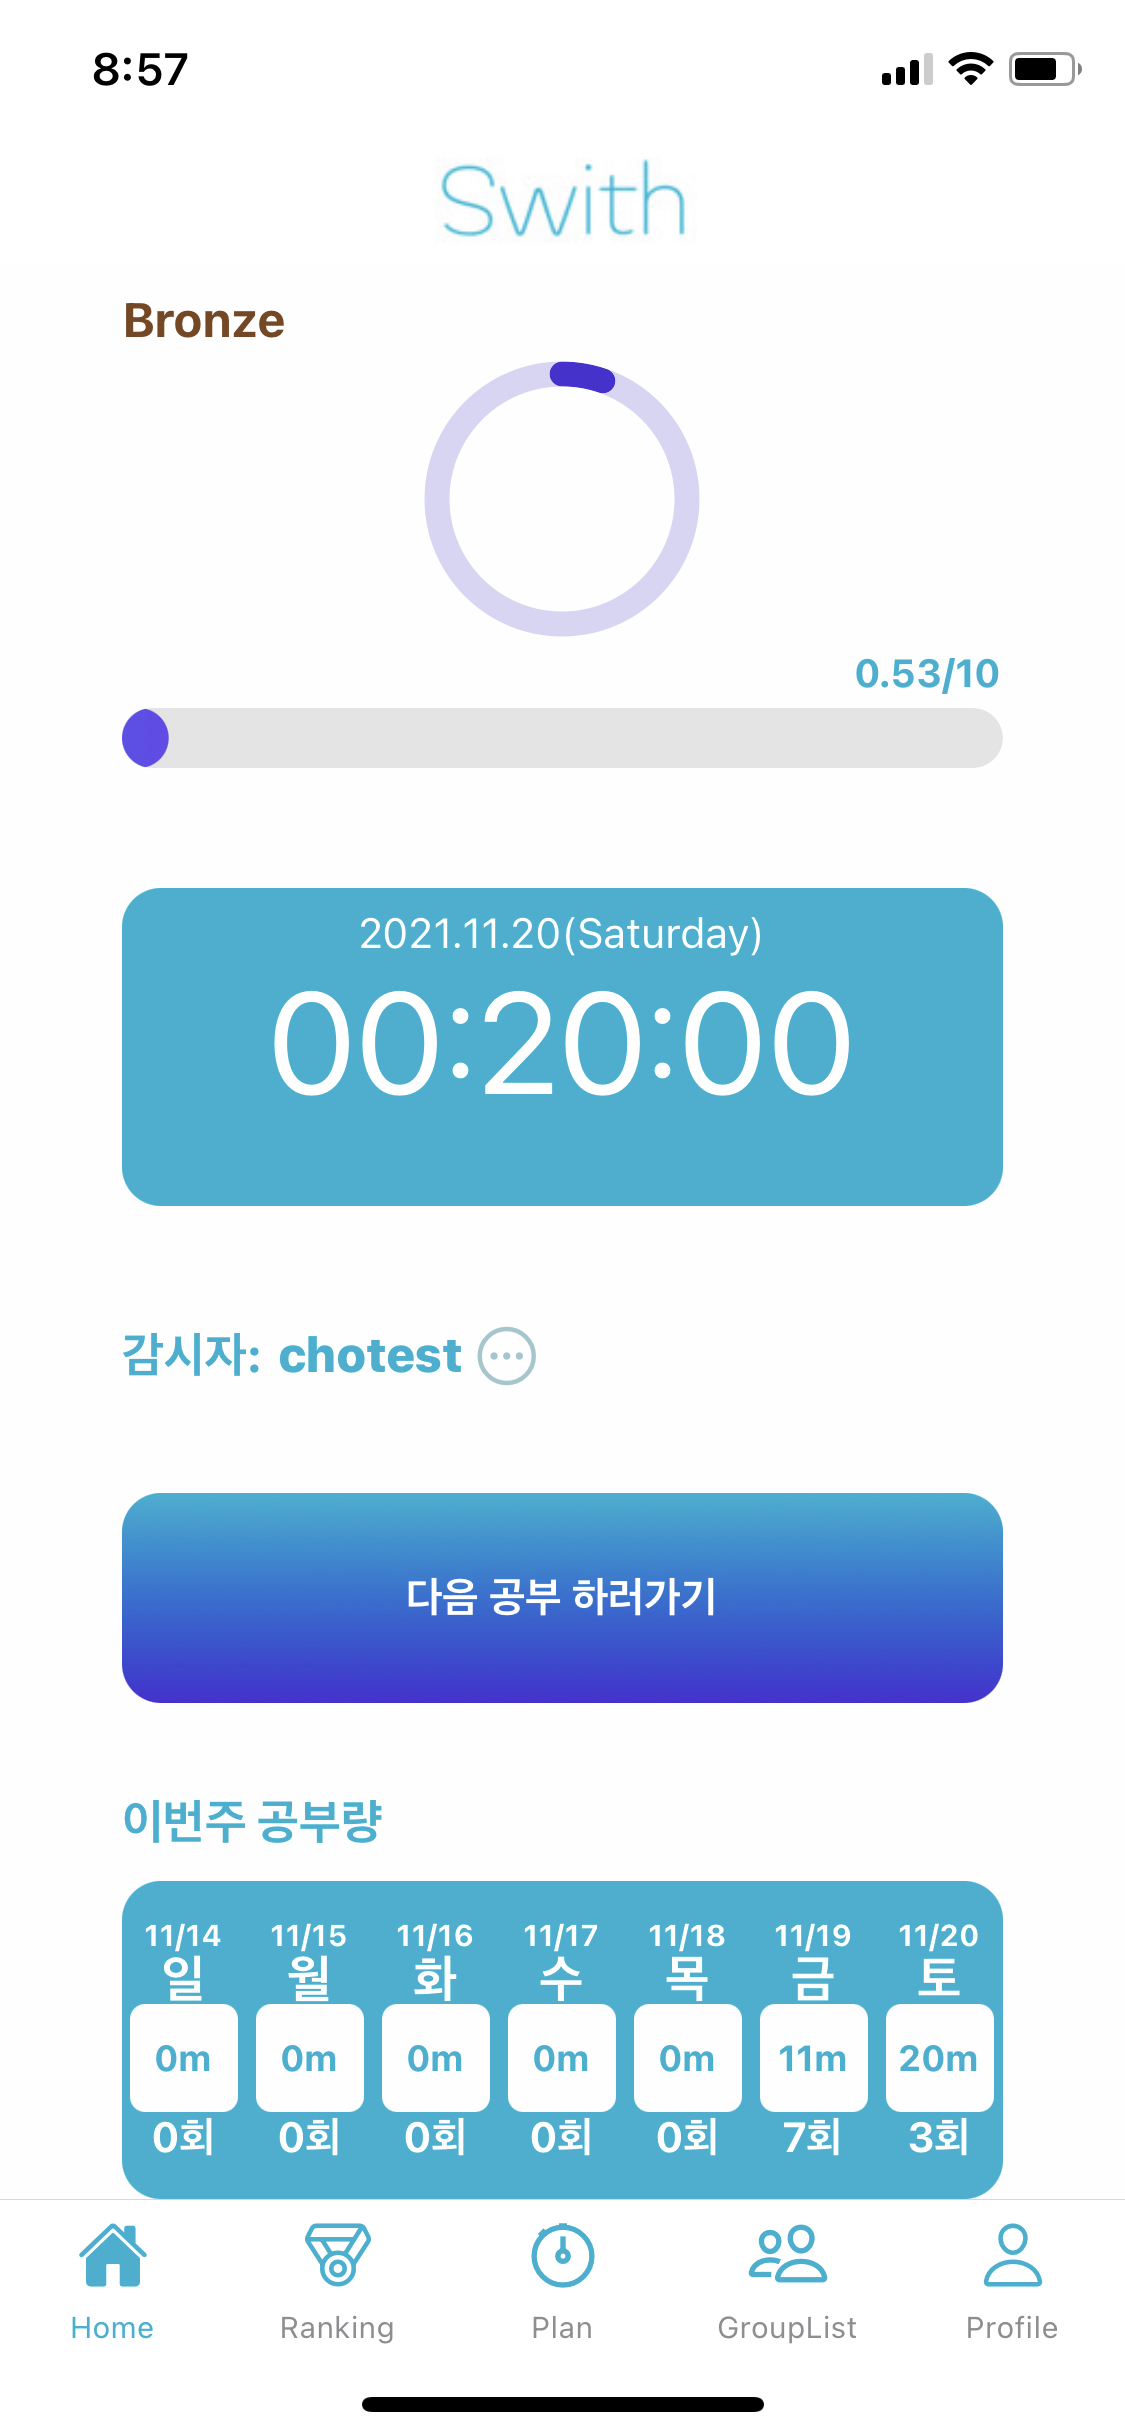 8:57
Swith
Bronze
0.53/10
2021.11.20(Saturday)
00:20:00
감시자: chotest
다음 공부 하러가기
이번주 공부량
11/14 11/15 11/16 11/17 11/18 11/19 11/20
일 월 화 수 목 금 토
0m 0m 0m 0m 0m 11m 20m
0회 0회 0회 0회 0회 7회 3회
Home Ranking Plan GroupList Profile